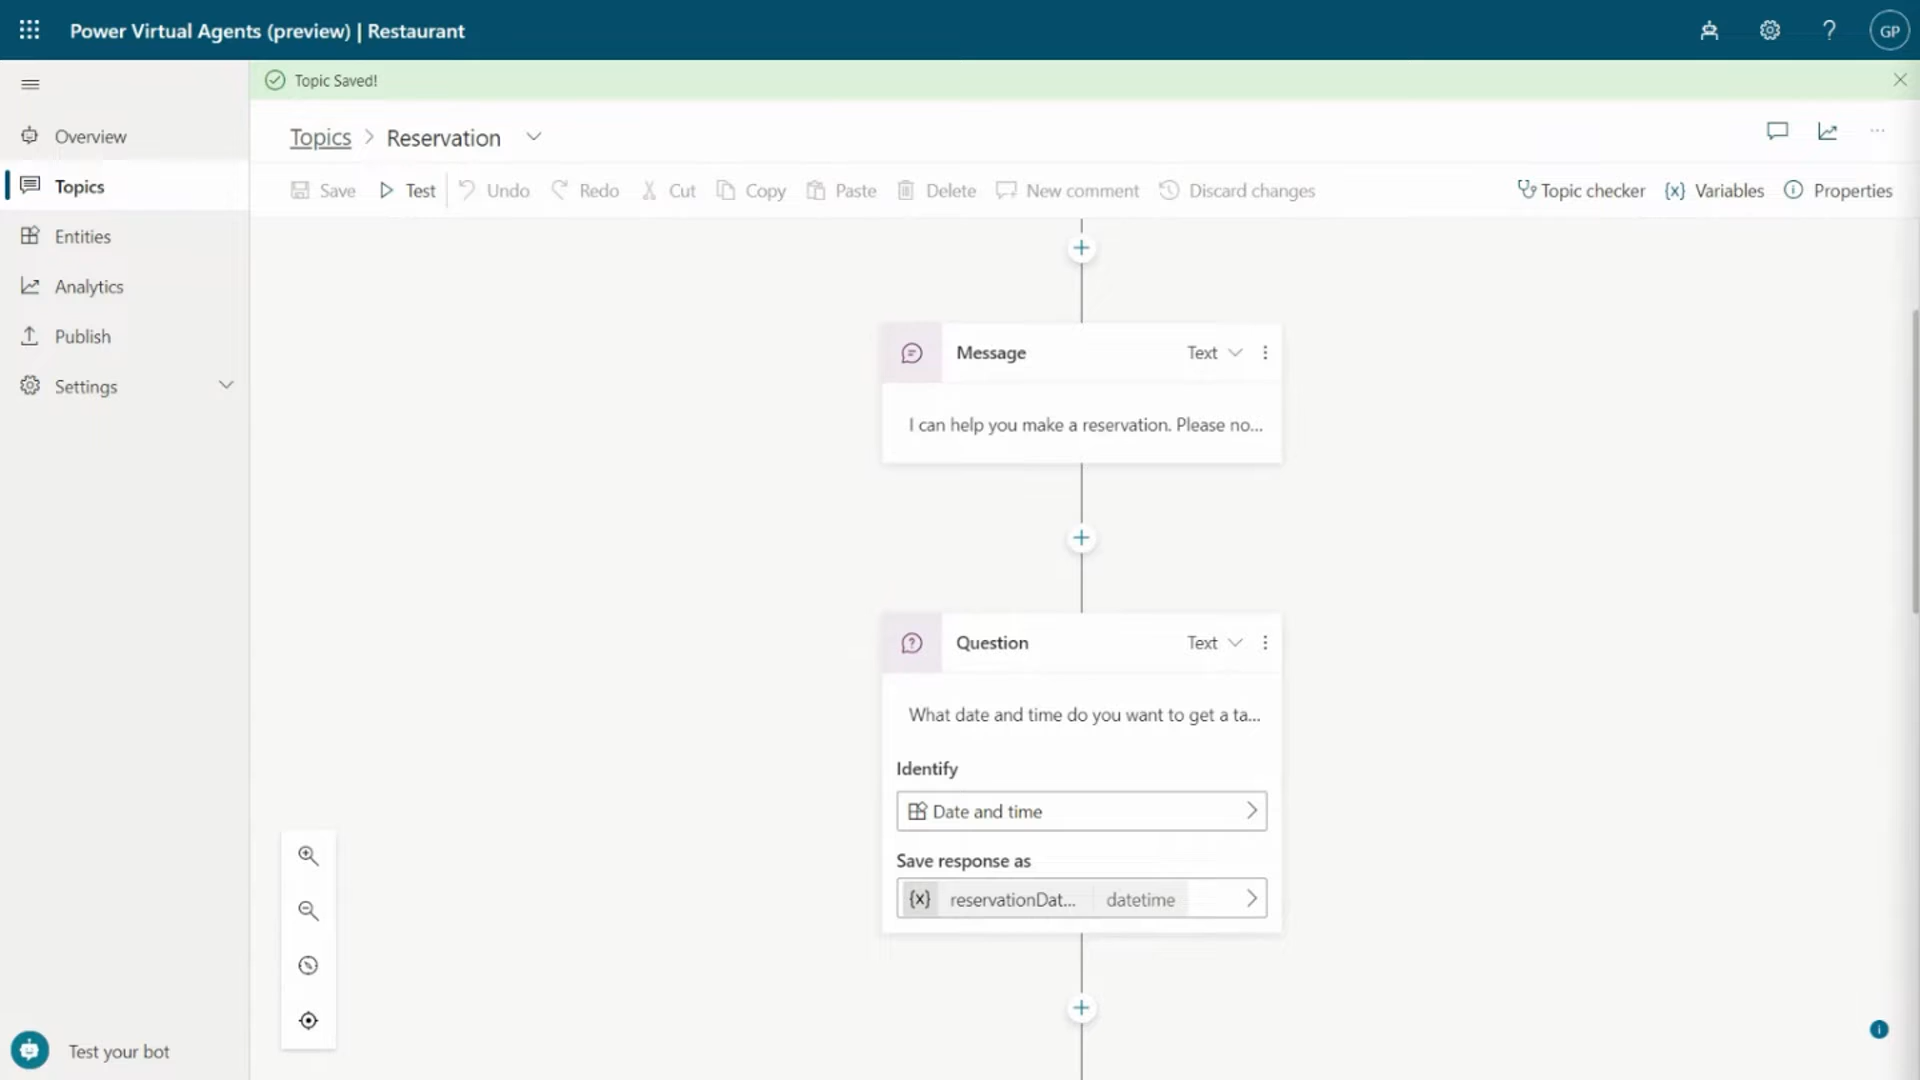 Power Virtual Agents (preview) | Restaurant
? GP
Topic Saved!
Overview
Topics
Entities
Analytics
Publish
Settings
Test your bot
Topics > Reservation
Save Test Undo Redo Cut Copy Paste Delete New comment Discard changes
Topic checker {x} Variables Properties
Message Text
I can help you make a reservation. Please no...
Question Text
What date and time do you want to get a ta...
Identify
Date and time
Save response as
{x} reservationDat... datetime